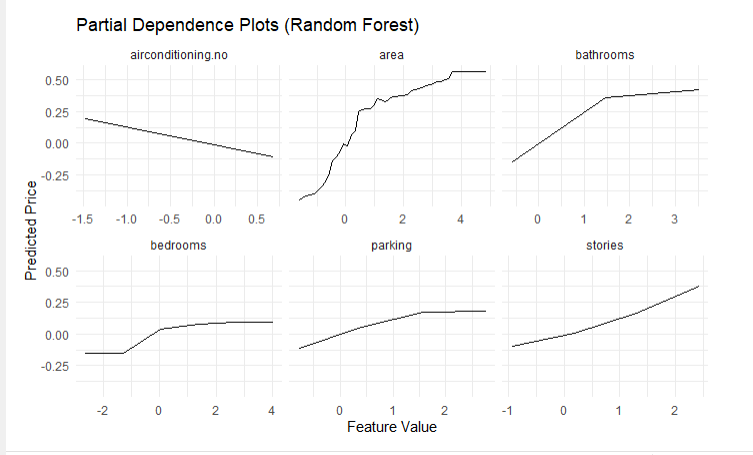 Partial Dependence Plots (Random Forest)
airconditioning.no
area
bathrooms
0.50
0.25
0.00
-0.25
-1.5 -1.0 -0.5 0.0 0.5
0 2 4
0 1 2 3
Predicted Price
bedrooms
parking
stories
0.50
0.25
0.00
-0.25
-2 0 2 4
0 1 2
-1 0 1 2
Feature Value